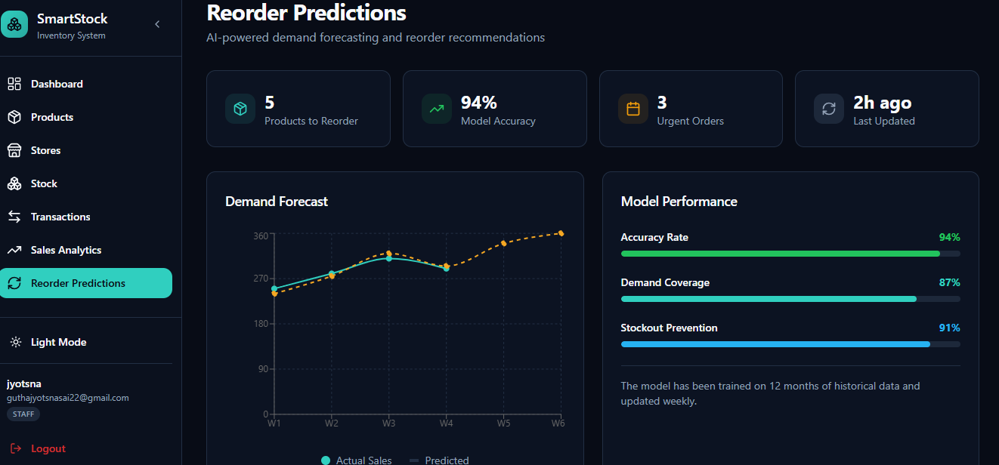 SmartStock
Inventory System
Dashboard
Products
Stores
Stock
Transactions
Sales Analytics
Reorder Predictions
Light Mode
jyotsna
guthajyotsnasai22@gmail.com
STAFF
Logout
Reorder Predictions
AI-powered demand forecasting and reorder recommendations
5
Products to Reorder
94%
Model Accuracy
3
Urgent Orders
2h ago
Last Updated
Demand Forecast
360
270
180
90
0
W1 W2 W3 W4 W5 W6
Actual Sales Predicted
Model Performance
Accuracy Rate 94%
Demand Coverage 87%
Stockout Prevention 91%
The model has been trained on 12 months of historical data and
updated weekly.